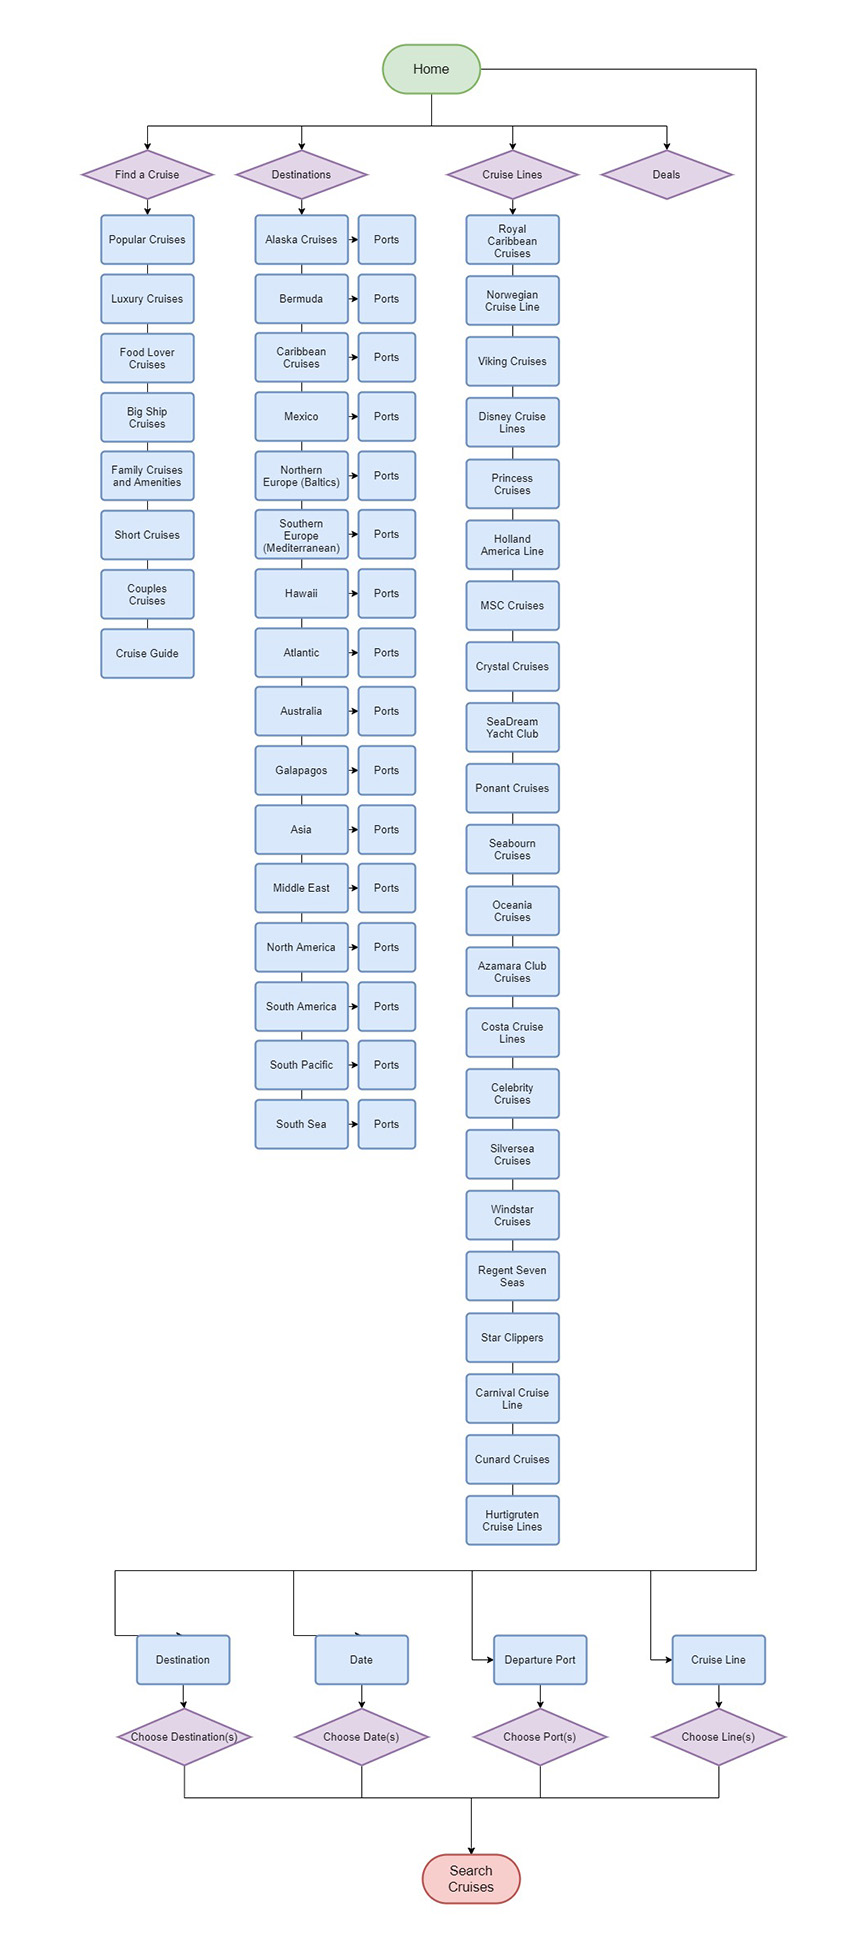 Home
Find a Cruise
Destinations
Cruise Lines
Deals
Popular Cruises
Luxury Cruises
Food Lover
Cruises
Big Ship
Cruises
Family Cruises
and Amenities
Short Cruises
Couples
Cruises
Cruise Guide
Alaska Cruises
Ports
Bermuda
Ports
Caribbean
Cruises
Ports
Mexico
Ports
Northern
Europe (Baltics)
Ports
Southern
Europe
(Mediterranean)
Ports
Hawaii
Ports
Atlantic
Ports
Australia
Ports
Galapagos
Ports
Asia
Ports
Middle East
Ports
North America
Ports
South America
Ports
South Pacific
Ports
South Sea
Ports
Royal
Caribbean
Cruises
Norwegian
Cruise Line
Viking Cruises
Disney Cruise
Lines
Princess
Cruises
Holland
America Line
MSC Cruises
Crystal Cruises
SeaDream
Yacht Club
Ponant Cruises
Seabourn
Cruises
Oceania
Cruises
Azamara Club
Cruises
Costa Cruise
Lines
Celebrity
Cruises
Silversea
Cruises
Windstar
Cruises
Regent Seven
Seas
Star Clippers
Carnival Cruise
Line
Cunard Cruises
Hurtigruten
Cruise Lines
Destination
Date
Departure Port
Cruise Line
Choose Destination(s)
Choose Date(s)
Choose Port(s)
Choose Line(s)
Search
Cruises